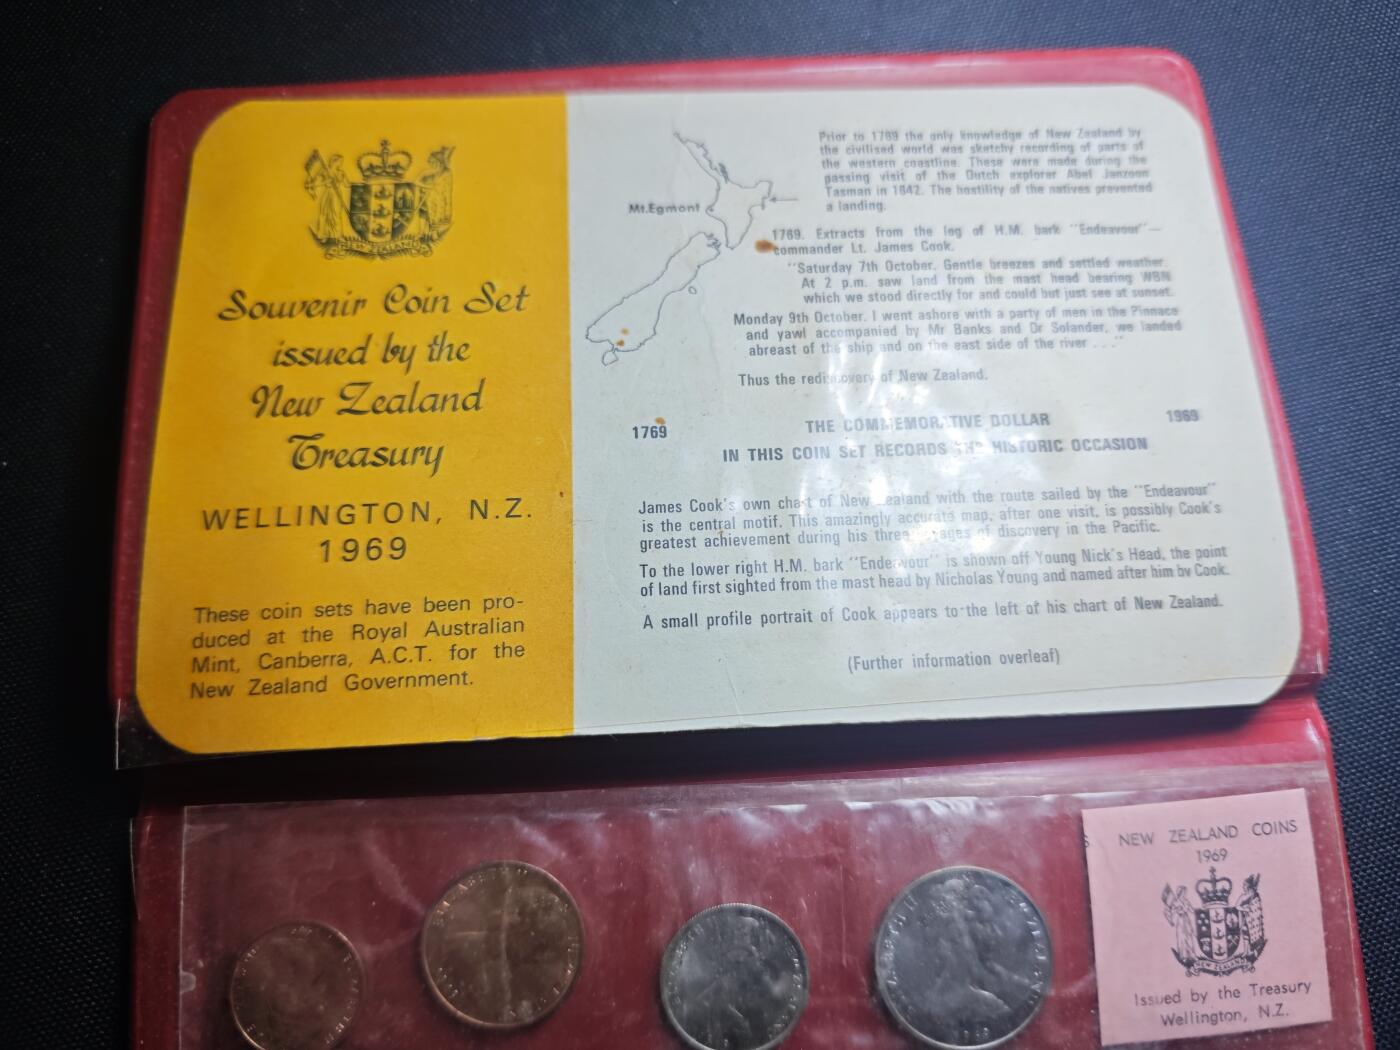 NEW ZEALAND
Souvenir Coin Set
issued by the
New Zealand
Treasury
WELLINGTON, N.Z.
1969
These coin sets have been pro-
duced at the Royal Australian
Mint, Canberra, A.C.T. for the
New Zealand Government.
Mt.Egmont
Prior to 1769 the only knowledge of New Zealand by
the civilised world was sketchy recording of parts of
the western coastline. These were made during the
passing visit of the Dutch explorer Abel Janzoon
Tasman in 1642. The hostility of the natives prevented
a landing.
1769. Extracts from the log of H.M. bark "Endeavour"—
commander Lt. James Cook.
"Saturday 7th October. Gentle breezes and settled weather.
At 2 p.m. saw land from the mast head bearing WBN
which we stood directly for and could but just see at sunset.
Monday 9th October. I went ashore with a party of men in the Pinnace
and yawl accompanied by Mr Banks and Dr Solander, we landed
abreast of the ship and on the east side of the river . . ."
Thus the rediscovery of New Zealand.
1769 THE COMMEMORATIVE DOLLAR 1969
IN THIS COIN SET RECORDS THE HISTORIC OCCASION
James Cook's own chart of New Zealand with the route sailed by the "Endeavour"
is the central motif. This amazingly accurate map, after one visit, is possibly Cook's
greatest achievement during his three voyages of discovery in the Pacific.
To the lower right H.M. bark "Endeavour" is shown off Young Nick's Head, the point
of land first sighted from the mast head by Nicholas Young and named after him by Cook.
A small profile portrait of Cook appears to the left of his chart of New Zealand.
(Further information overleaf)
S NEW ZEALAND COINS
1969
NEW ZEALAND
Issued by the Treasury
Wellington, N.Z.